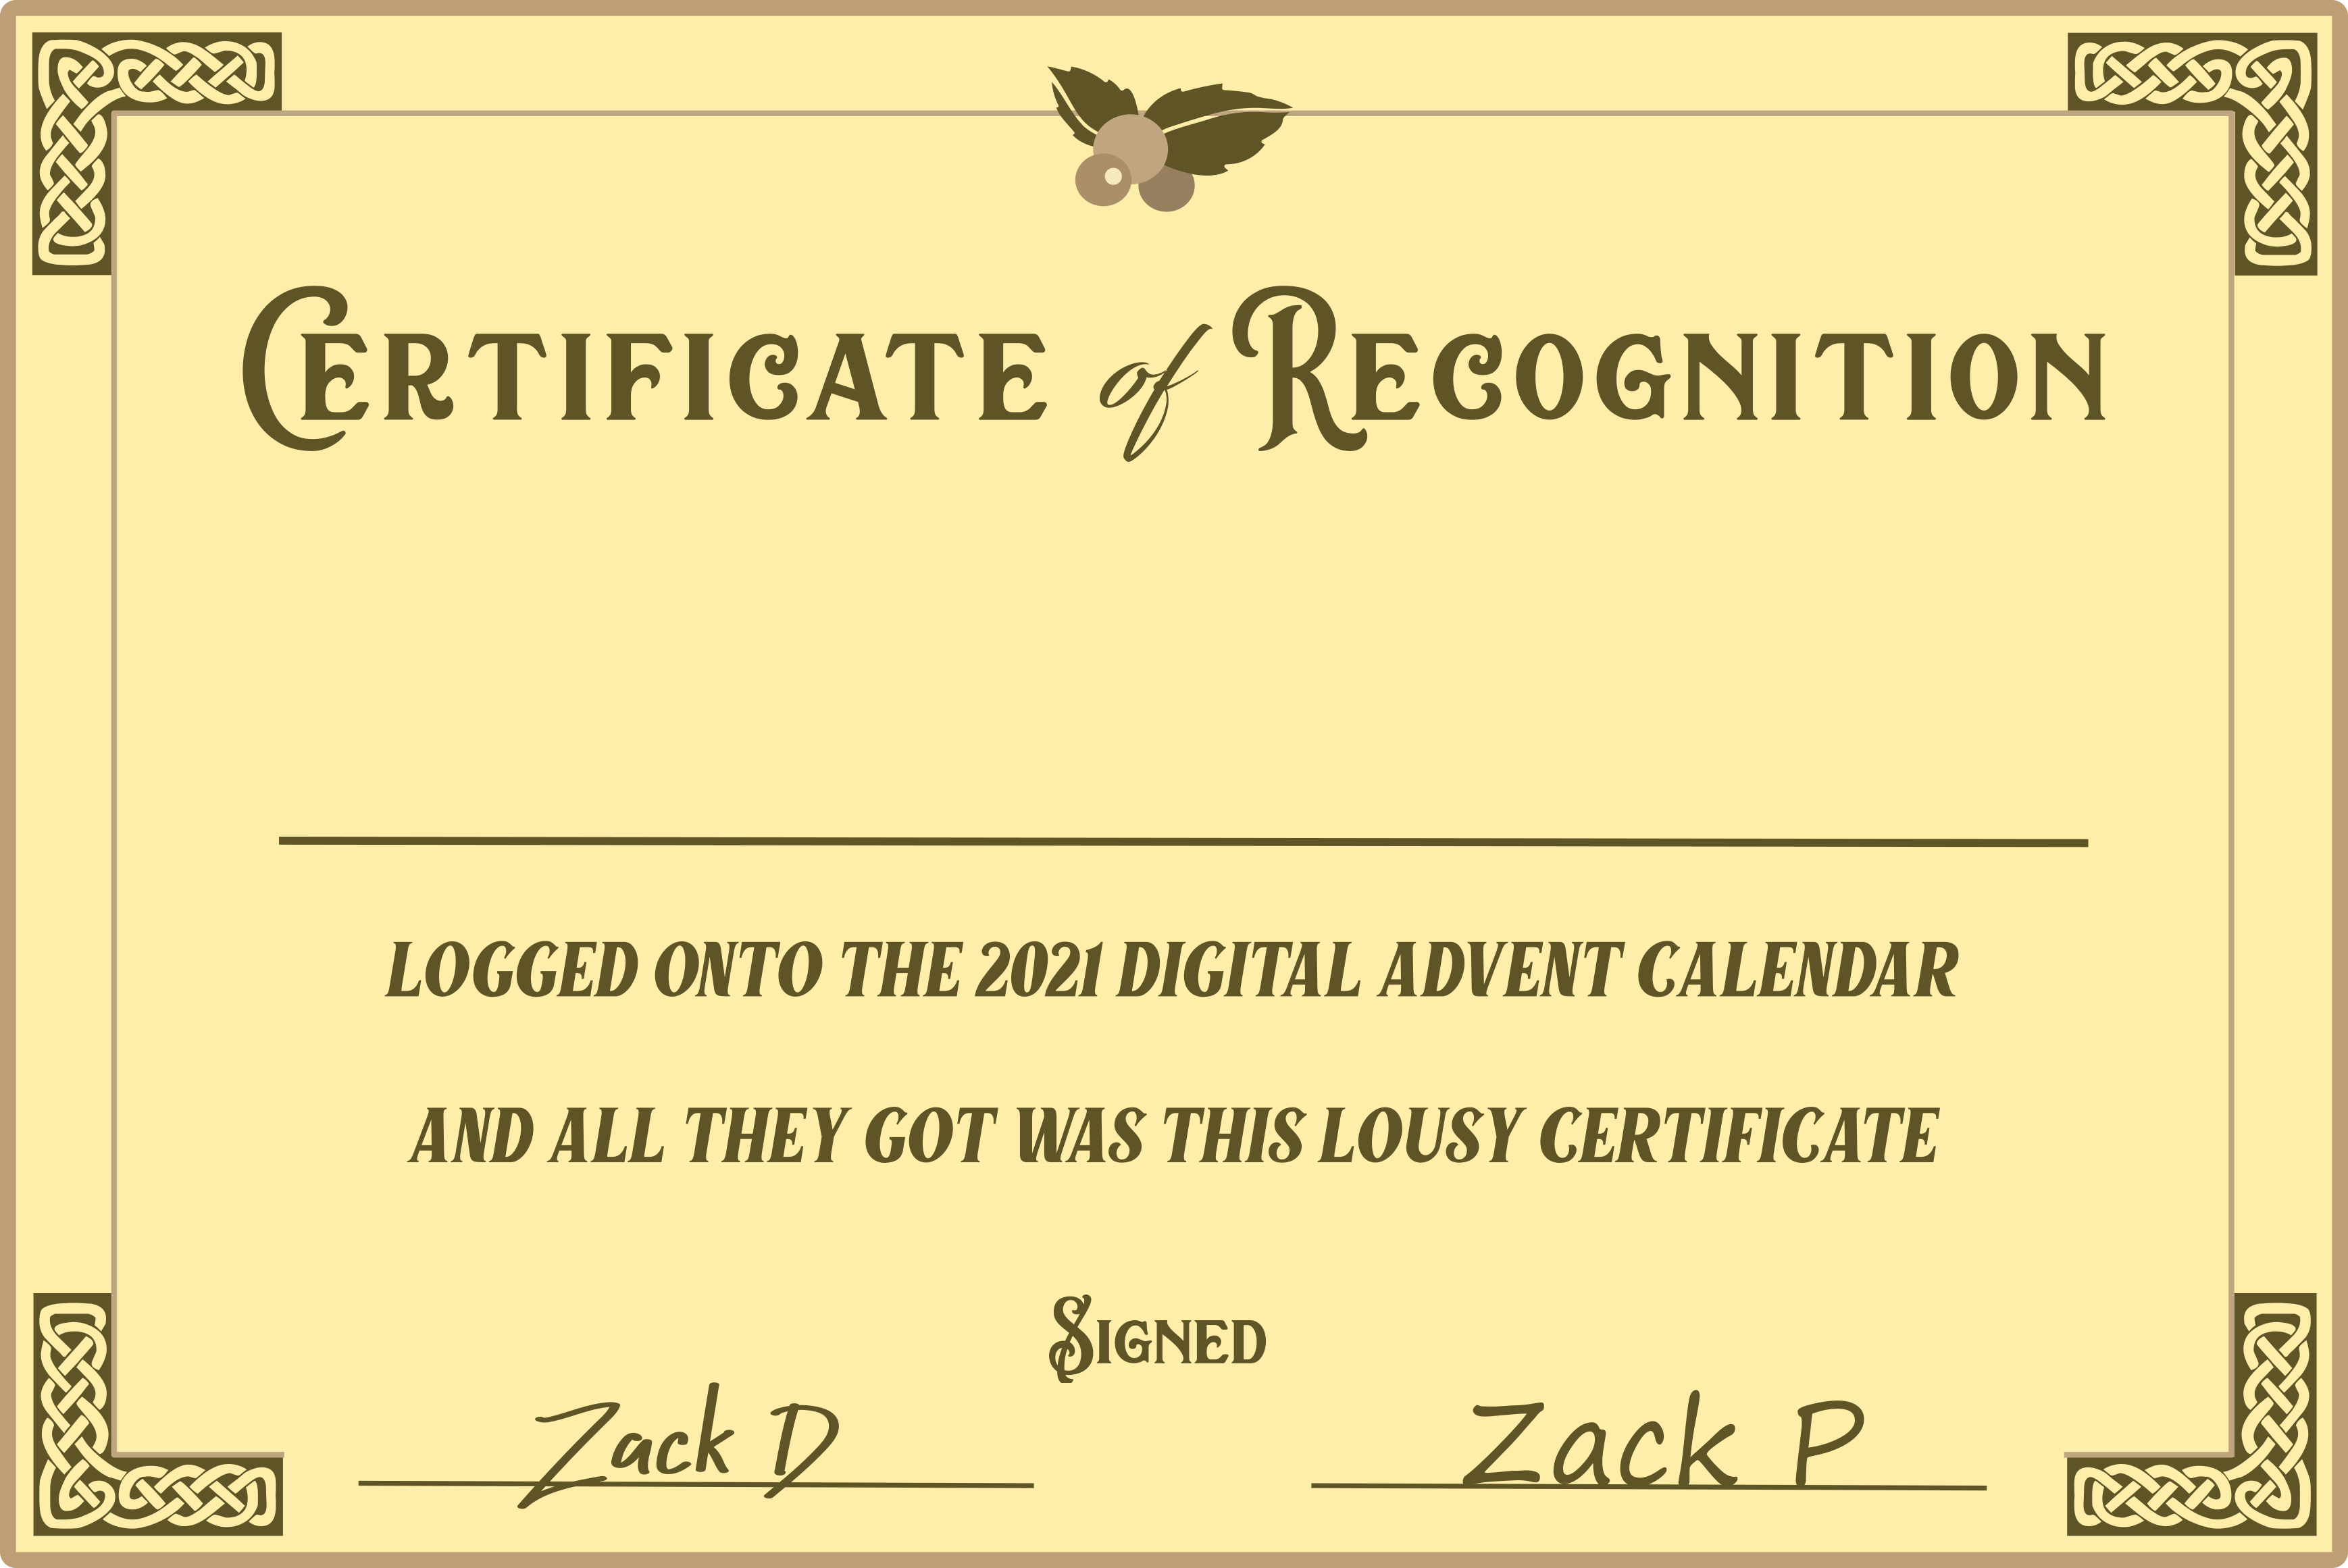 Certificate of Recognition
LOGGED ONTO THE 2021 DIGITAL ADVENT CALENDAR
AND ALL THEY GOT WAS THIS LOUSY CERTIFICATE
Signed
Zack D
Zack P